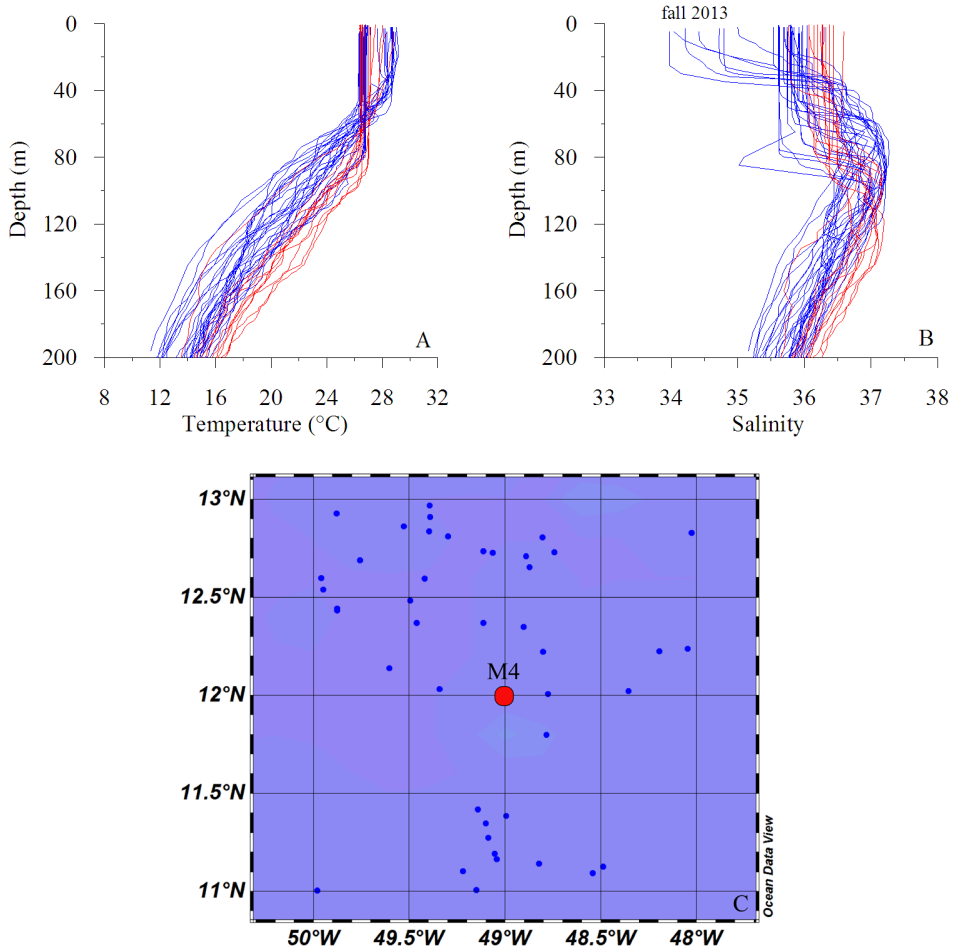 fall 2013
0
40
80
120
160
200
Depth (m)
A
8 12 16 20 24 28 32
Temperature (°C)
0
40
80
120
160
200
Depth (m)
B
33 34 35 36 37 38
Salinity
13°N
12.5°N
12°N
11.5°N
11°N
M4
C
Ocean Data View
50°W 49.5°W 49°W 48.5°W 48°W